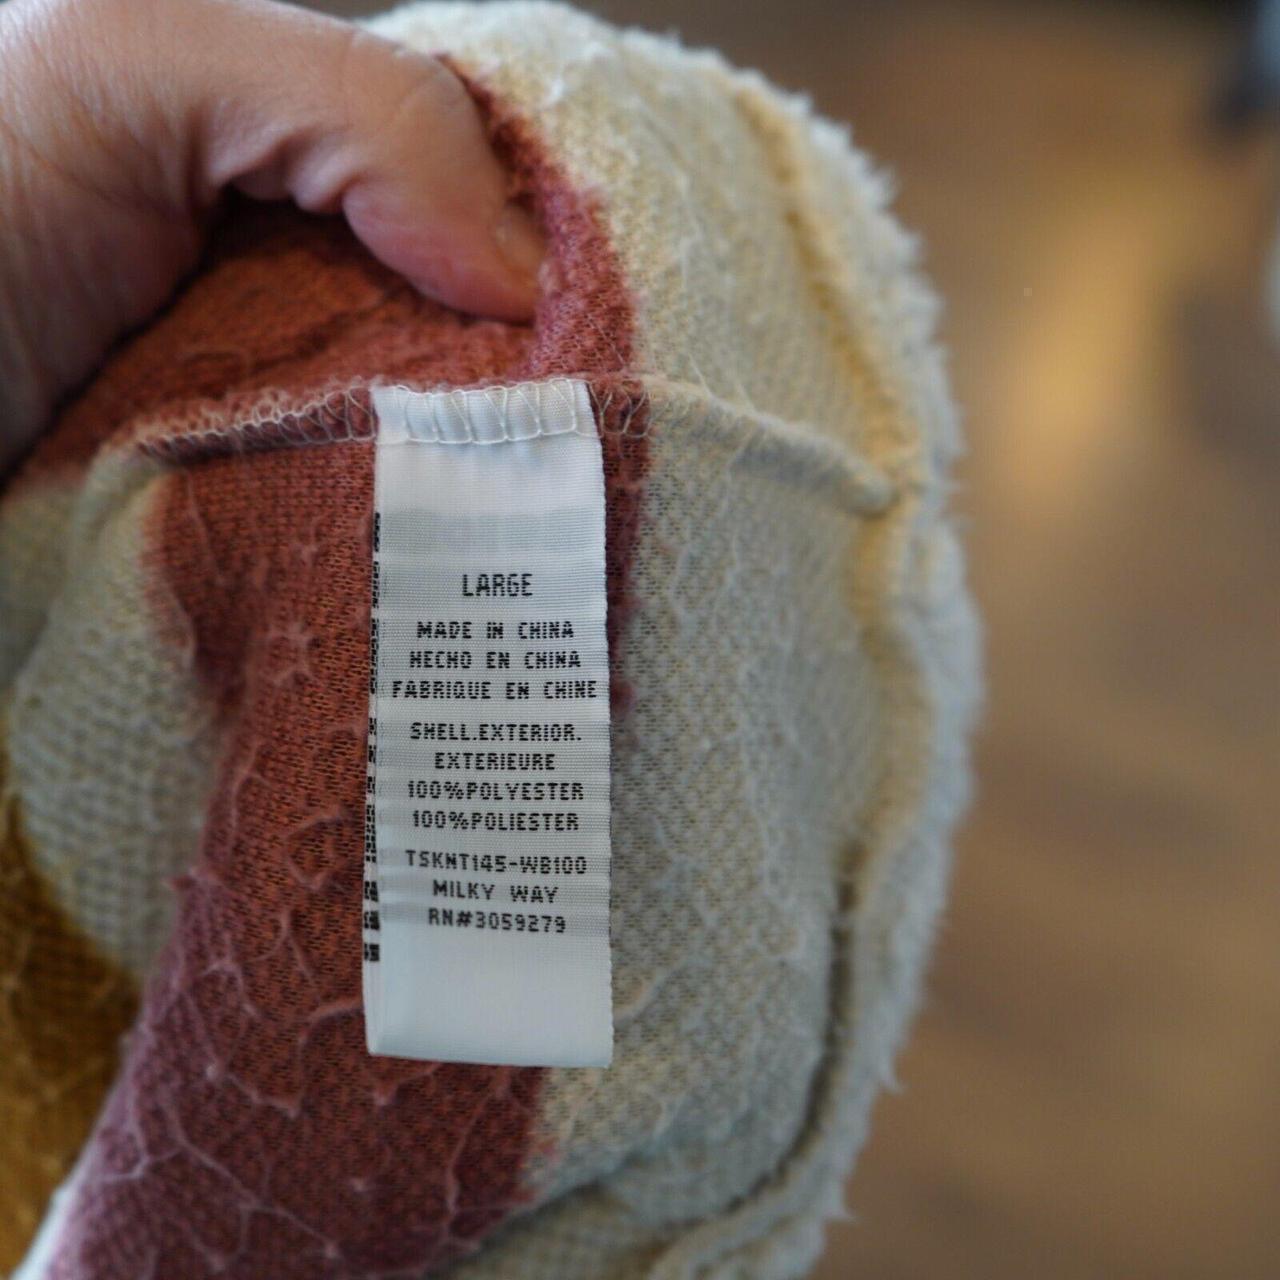 LARGE
MADE IN CHINA
HECHO EN CHINA
FABRIQUE EN CHINE
SHELL.EXTERIOR.
EXTERIEURE
100%POLYESTER
100%POLIESTER
TSKNT145-WB100
MILKY WAY
RN#3059279